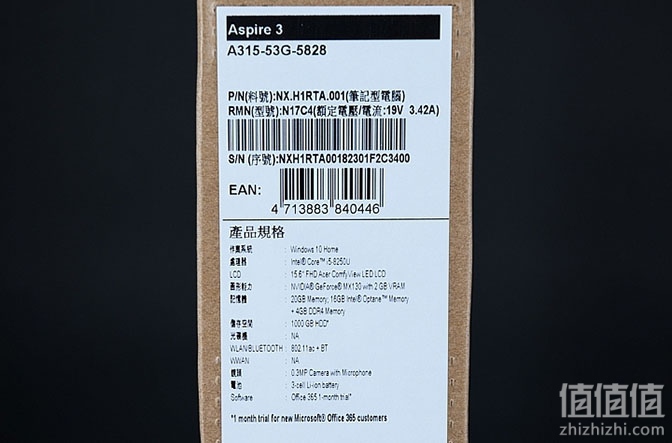 Aspire 3
A315-53G-5828
P/N(料號):NX.H1RTA.001(筆記型電腦)
RMN(型號):N17C4(額定電壓/電流:19V 3.42A)
S/N (序號):NXH1RTA00182301F2C3400
EAN:
4 713883 840446
產品規格
作業系統 : Windows 10 Home
處理器 : Intel® Core™ i5-8250U
LCD : 15.6" FHD Acer ComfyView LED LCD
圖形能力 : NVIDIA® GeForce® MX130 with 2 GB VRAM
記憶體 : 20GB Memory; 16GB Intel® Optane™ Memory
+ 4GB DDR4 Memory
儲存空間 : 1000 GB HDD*
光碟機 : NA
WLAN/BLUETOOTH : 802.11ac + BT
WWAN : NA
鏡頭 : 0.3MP Camera with Microphone
電池 : 3-cell Li-ion battery
Software : Office 365 1-month trial*
*1 month trial for new Microsoft® Office 365 customers
值值值
zhizhizhi.com